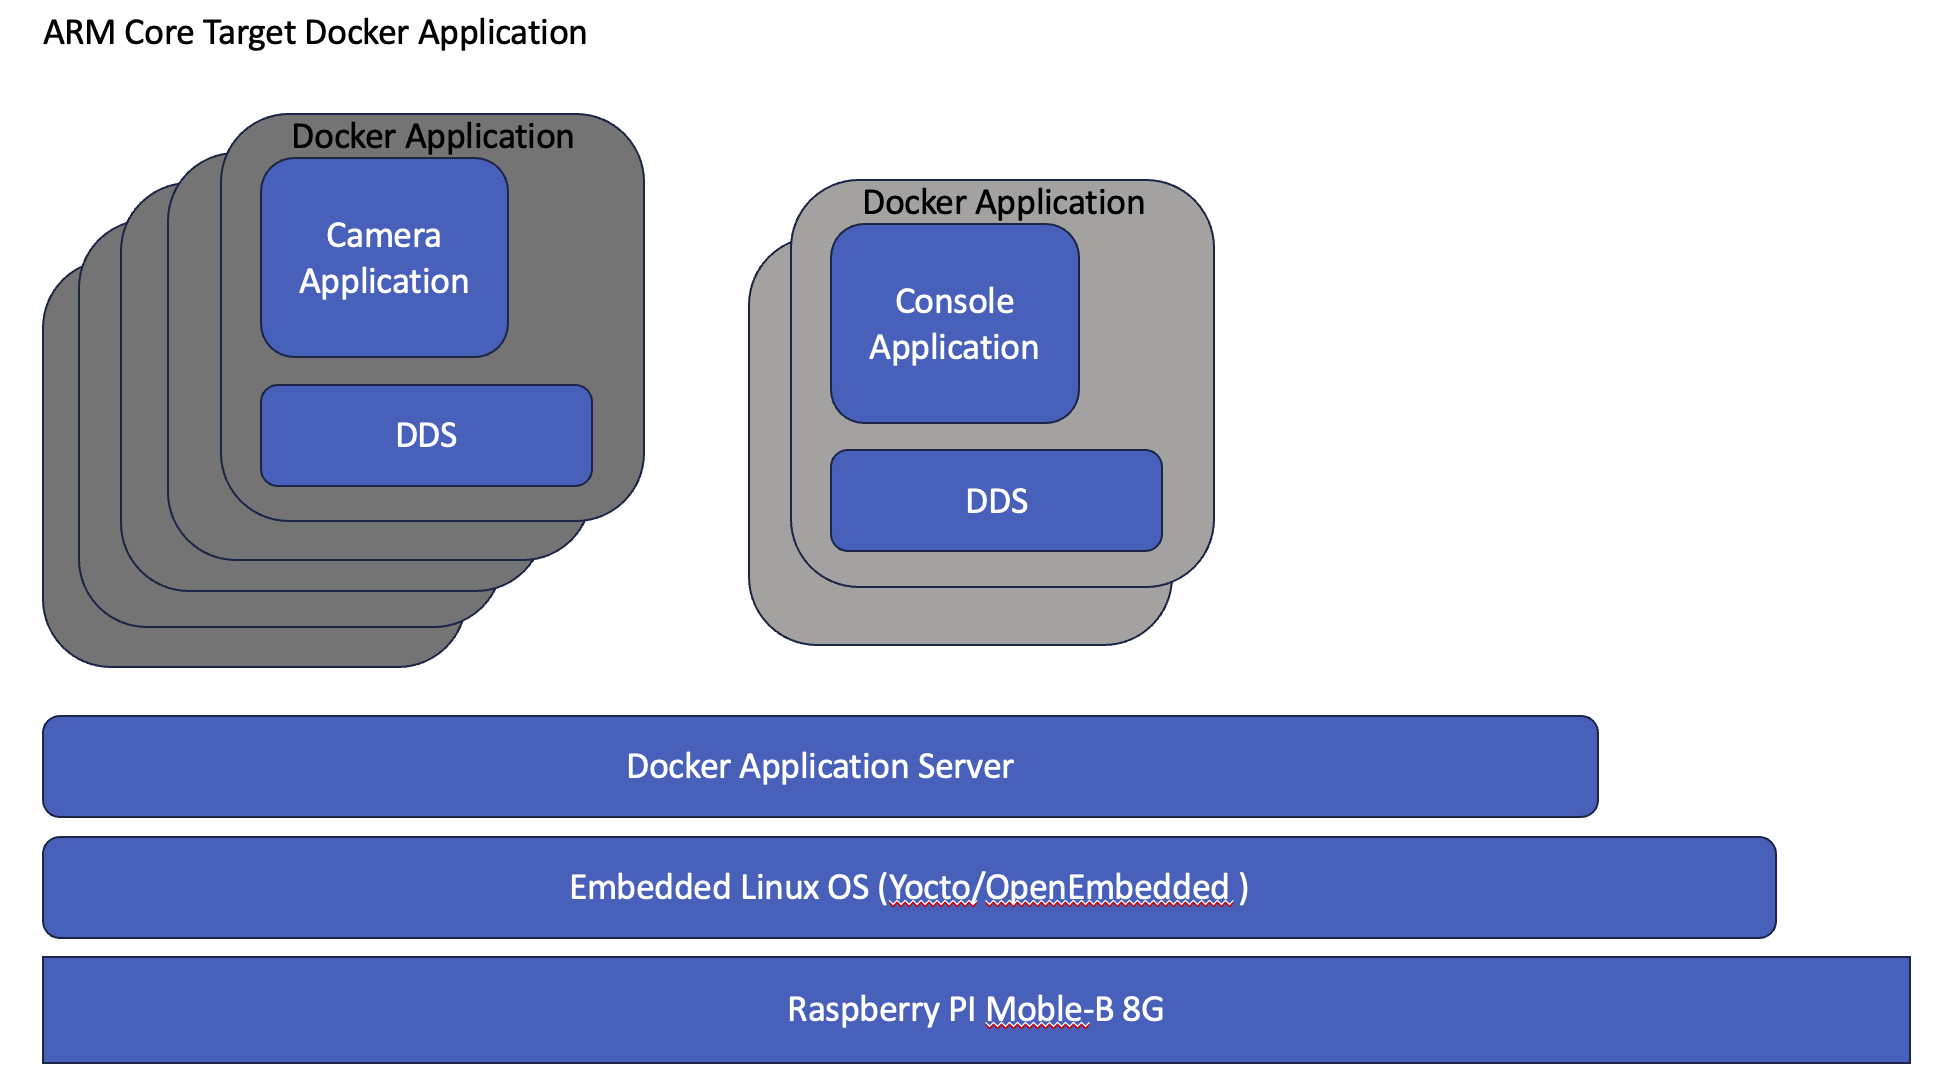 ARM Core Target Docker Application
Docker Application
Camera
Application
DDS
Docker Application
Console
Application
DDS
Docker Application Server
Embedded Linux OS (Yocto/OpenEmbedded )
Raspberry PI Moble-B 8G